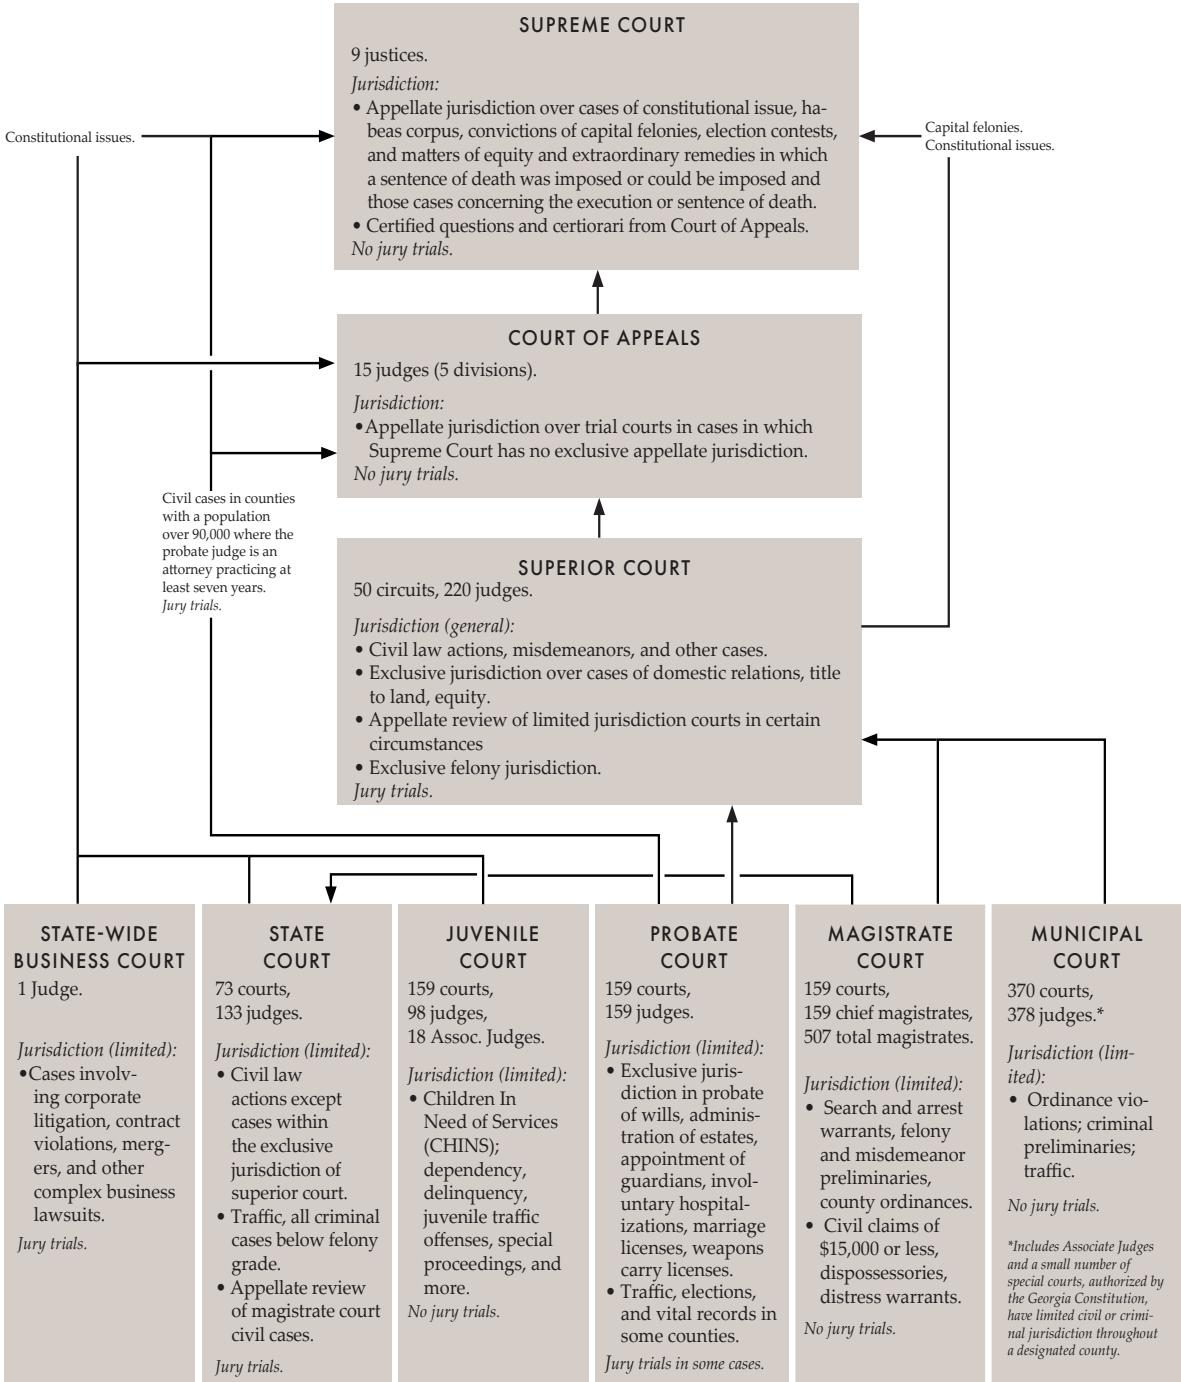 SUPREME COURT
9 justices.
Jurisdiction:
• Appellate jurisdiction over cases of constitutional issue, ha-
beas corpus, convictions of capital felonies, election contests,
and matters of equity and extraordinary remedies in which
a sentence of death was imposed or could be imposed and
those cases concerning the execution or sentence of death.
• Certified questions and certiorari from Court of Appeals.
No jury trials.
Constitutional issues.
Capital felonies.
Constitutional issues.
COURT OF APPEALS
15 judges (5 divisions).
Jurisdiction:
•Appellate jurisdiction over trial courts in cases in which
Supreme Court has no exclusive appellate jurisdiction.
No jury trials.
Civil cases in counties
with a population
over 90,000 where the
probate judge is an
attorney practicing at
least seven years.
Jury trials.
SUPERIOR COURT
50 circuits, 220 judges.
Jurisdiction (general):
• Civil law actions, misdemeanors, and other cases.
• Exclusive jurisdiction over cases of domestic relations, title
to land, equity.
• Appellate review of limited jurisdiction courts in certain
circumstances
• Exclusive felony jurisdiction.
Jury trials.
STATE-WIDE
BUSINESS COURT
1 Judge.
Jurisdiction (limited):
•Cases involv-
ing corporate
litigation, contract
violations, merg-
ers, and other
complex business
lawsuits.
Jury trials.
STATE
COURT
73 courts,
133 judges.
Jurisdiction (limited):
• Civil law
actions except
cases within
the exclusive
jurisdiction of
superior court.
• Traffic, all criminal
cases below felony
grade.
• Appellate review
of magistrate court
civil cases.
Jury trials.
JUVENILE
COURT
159 courts,
98 judges,
18 Assoc. Judges.
Jurisdiction (limited):
• Children In
Need of Services
(CHINS);
dependency,
delinquency,
juvenile traffic
offenses, special
proceedings, and
more.
No jury trials.
PROBATE
COURT
159 courts,
159 judges.
Jurisdiction (limited):
• Exclusive juris-
diction in probate
of wills, adminis-
tration of estates,
appointment of
guardians, invol-
untary hospital-
izations, marriage
licenses, weapons
carry licenses.
• Traffic, elections,
and vital records in
some counties.
Jury trials in some cases.
MAGISTRATE
COURT
159 courts,
159 chief magistrates,
507 total magistrates.
Jurisdiction (limited):
• Search and arrest
warrants, felony
and misdemeanor
preliminaries,
county ordinances.
• Civil claims of
$15,000 or less,
dispossessories,
distress warrants.
No jury trials.
MUNICIPAL
COURT
370 courts,
378 judges.*
Jurisdiction (lim-
ited):
• Ordinance vio-
lations; criminal
preliminaries;
traffic.
No jury trials.
*Includes Associate Judges
and a small number of
special courts, authorized by
the Georgia Constitution,
have limited civil or crimi-
nal jurisdiction throughout
a designated county.